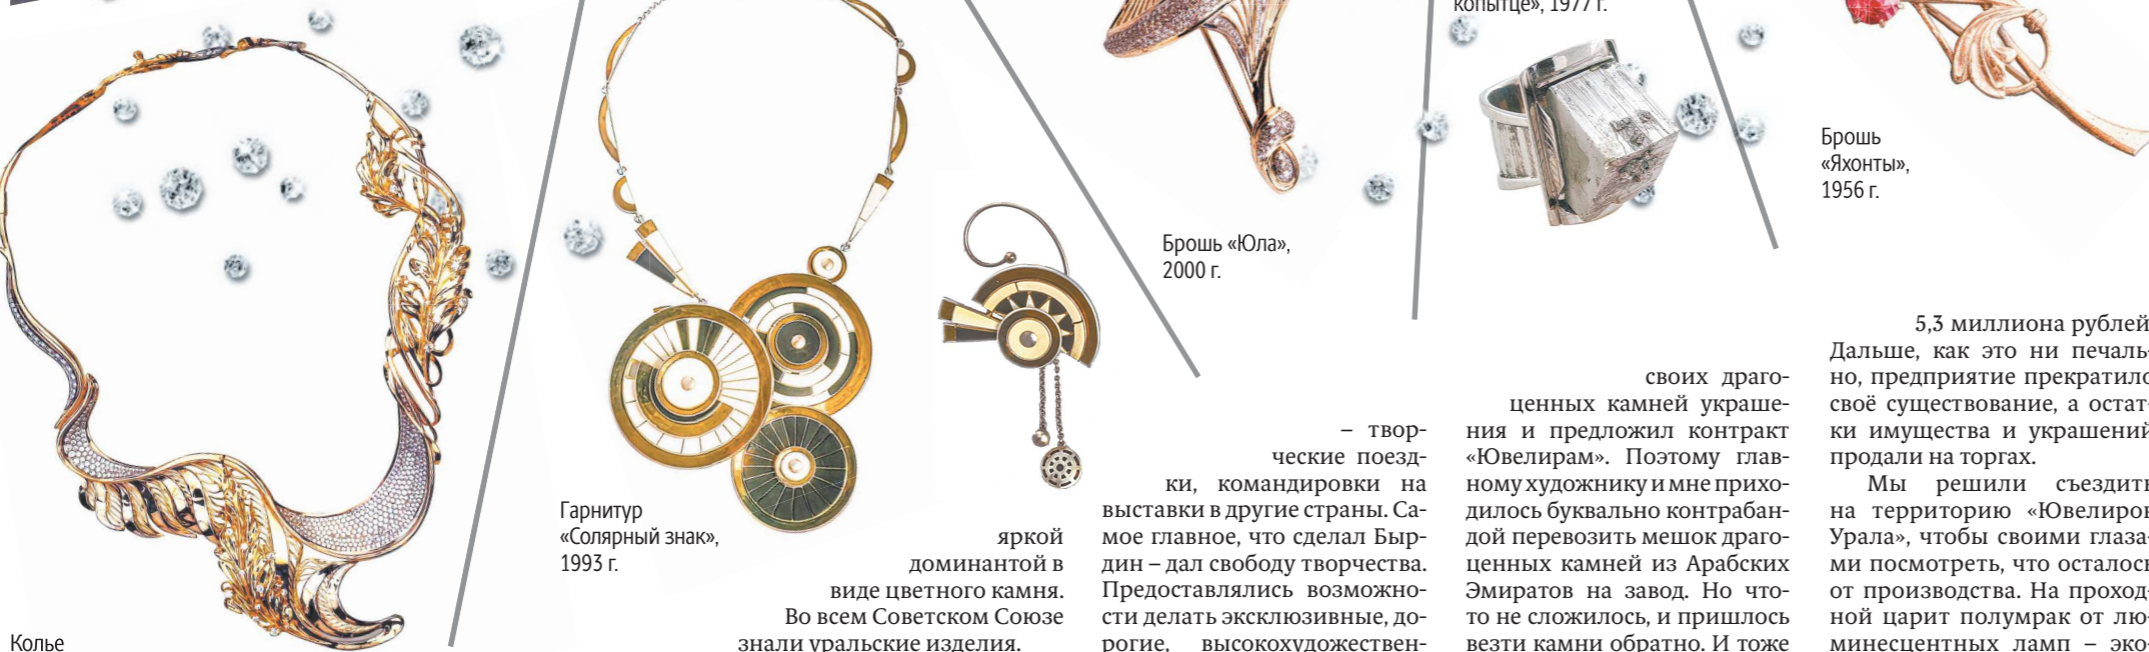 копытце», 1977 г.
Брошь
«Яхонты»,
1956 г.
Брошь «Юла»,
2000 г.
Гарнитур
«Солярный знак»,
1993 г.
Колье
яркой
доминантой в
виде цветного камня.
Во всем Советском Союзе
знали уральские изделия.
– твор-
ческие поезд-
ки, командировки на
выставки в другие страны. Са-
мое главное, что сделал Быр-
дин – дал свободу творчества.
Предоставлялись возможно-
сти делать эксклюзивные, до-
рогие, высокохудожествен-
своих драго-
ценных камней украше-
ния и предложил контракт
«Ювелирам». Поэтому глав-
ному художнику и мне прихо-
дилось буквально контрабан-
дой перевозить мешок драго-
ценных камней из Арабских
Эмиратов на завод. Но что-
то не сложилось, и пришлось
везти камни обратно. И тоже
5,3 миллиона рублей
Дальше, как это ни печаль-
но, предприятие прекратило
своё существование, а остат-
ки имущества и украшений
продали на торгах.
Мы решили съездить
на территорию «Ювелиров
Урала», чтобы своими глаза-
ми посмотреть, что осталось
от производства. На проход-
ной царит полумрак от лю-
минесцентных ламп – эко-